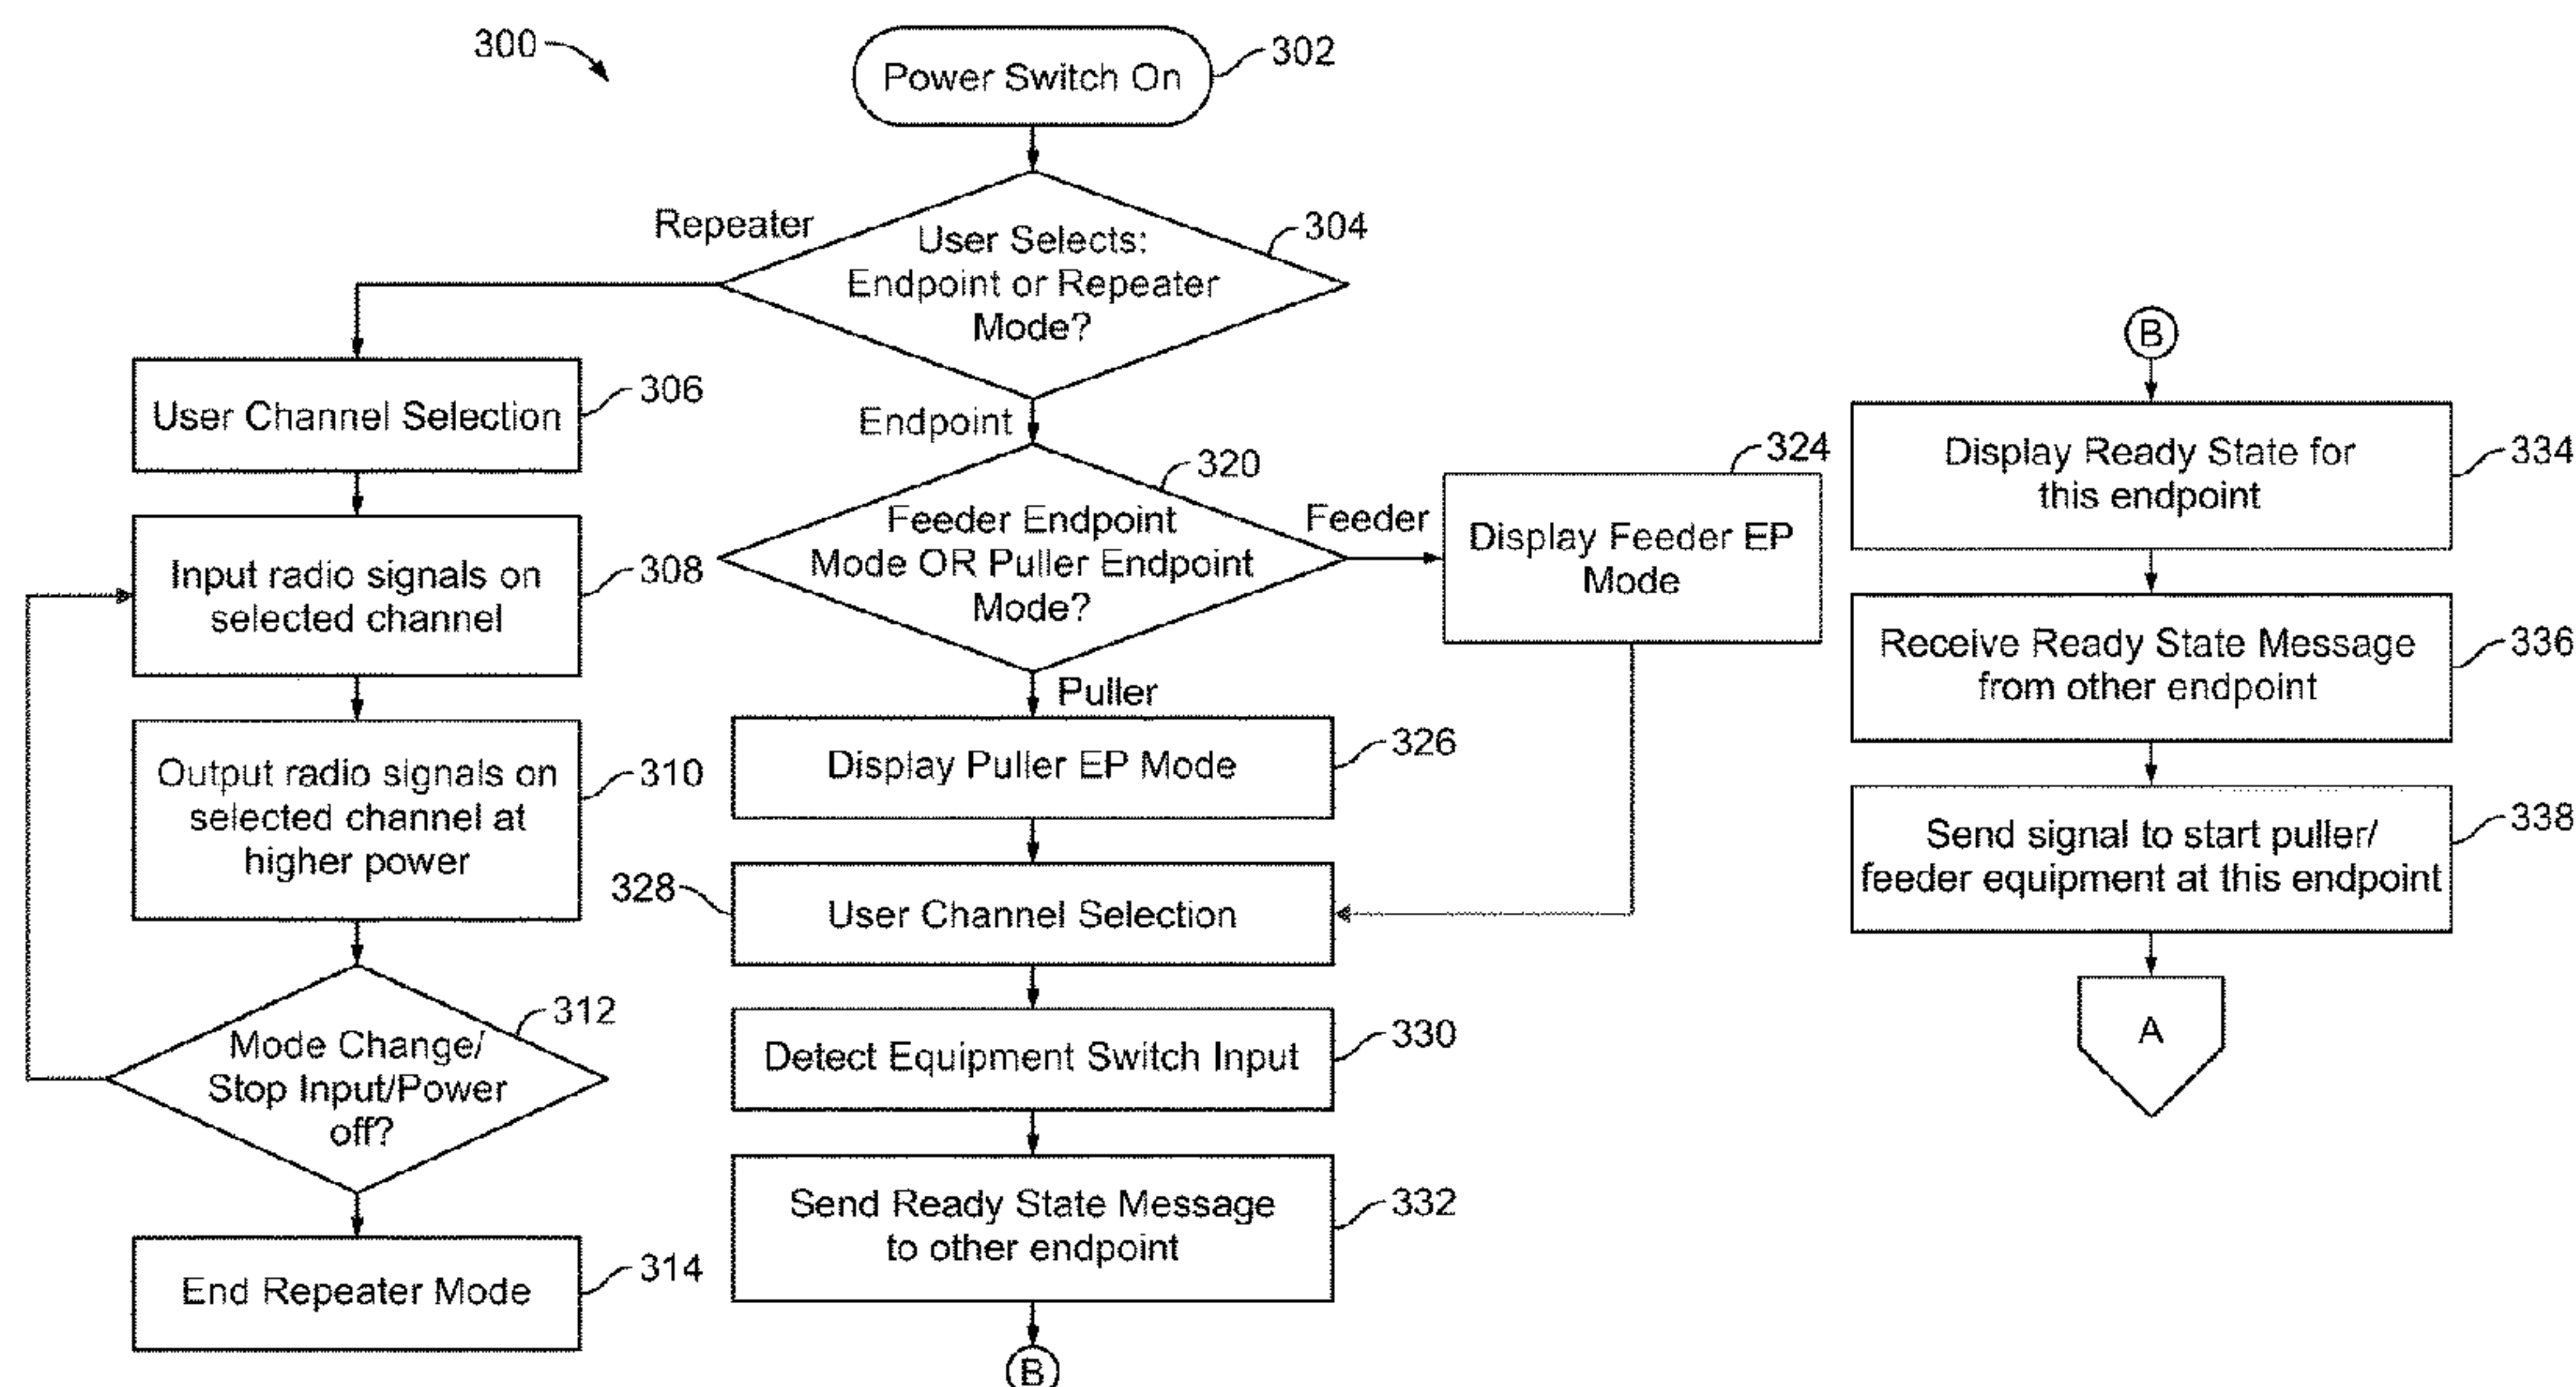 300
Power Switch On
302
Repeater
User Selects:
Endpoint or Repeater
Mode?
304
User Channel Selection
306
Input radio signals on
selected channel
308
Output radio signals on
selected channel at
higher power
310
Mode Change/
Stop Input/Power
off?
312
End Repeater Mode
314
Endpoint
Feeder Endpoint
Mode OR Puller Endpoint
Mode?
320
Feeder
Display Feeder EP
Mode
324
Puller
Display Puller EP Mode
326
User Channel Selection
328
Detect Equipment Switch Input
330
Send Ready State Message
to other endpoint
332
B
B
Display Ready State for
this endpoint
334
Receive Ready State Message
from other endpoint
336
Send signal to start puller/
feeder equipment at this endpoint
338
A